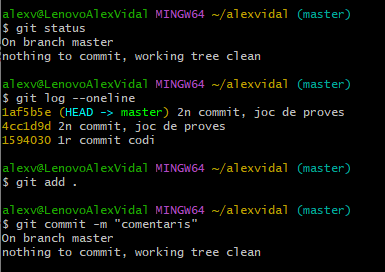 alexv@LenovoAlexVidal MINGW64 ~/alexvidal (master)
$ git status
On branch master
nothing to commit, working tree clean
alexv@LenovoAlexVidal MINGW64 ~/alexvidal (master)
$ git log --oneline
1af5b5e (HEAD -> master) 2n commit, joc de proves
4cc1d9d 2n commit, joc de proves
1594030 1r commit codi
alexv@LenovoAlexVidal MINGW64 ~/alexvidal (master)
$ git add .
alexv@LenovoAlexVidal MINGW64 ~/alexvidal (master)
$ git commit -m "comentaris"
On branch master
nothing to commit, working tree clean